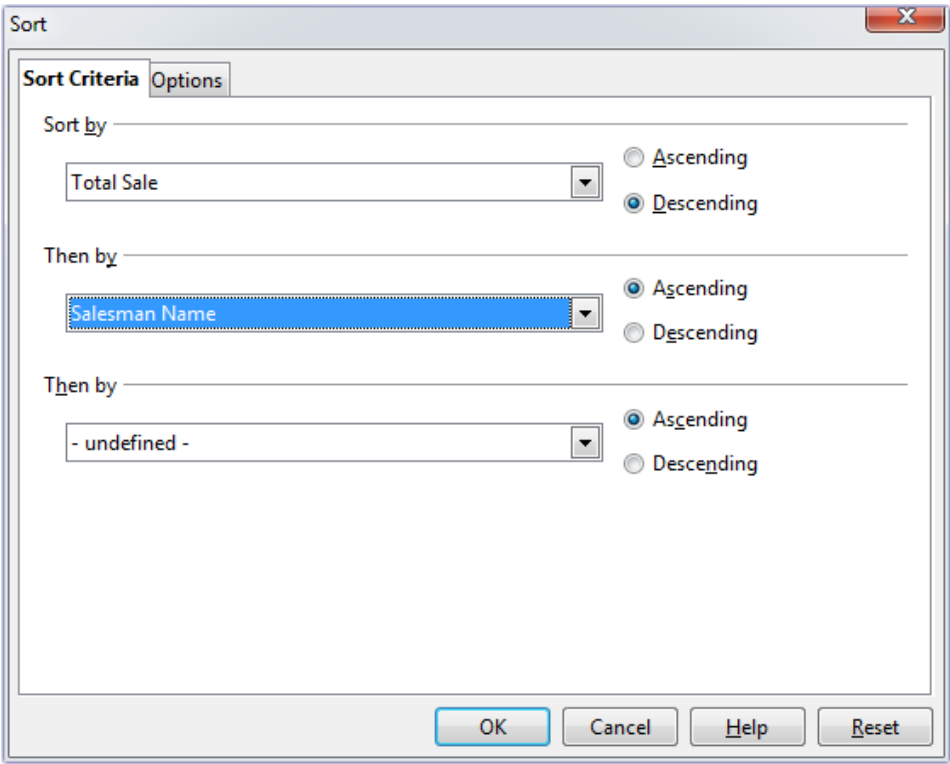 Sort
Sort Criteria Options
Sort by
Total Sale
Ascending
Descending
Then by
Salesman Name
Ascending
Descending
Then by
- undefined -
Ascending
Descending
OK Cancel Help Reset